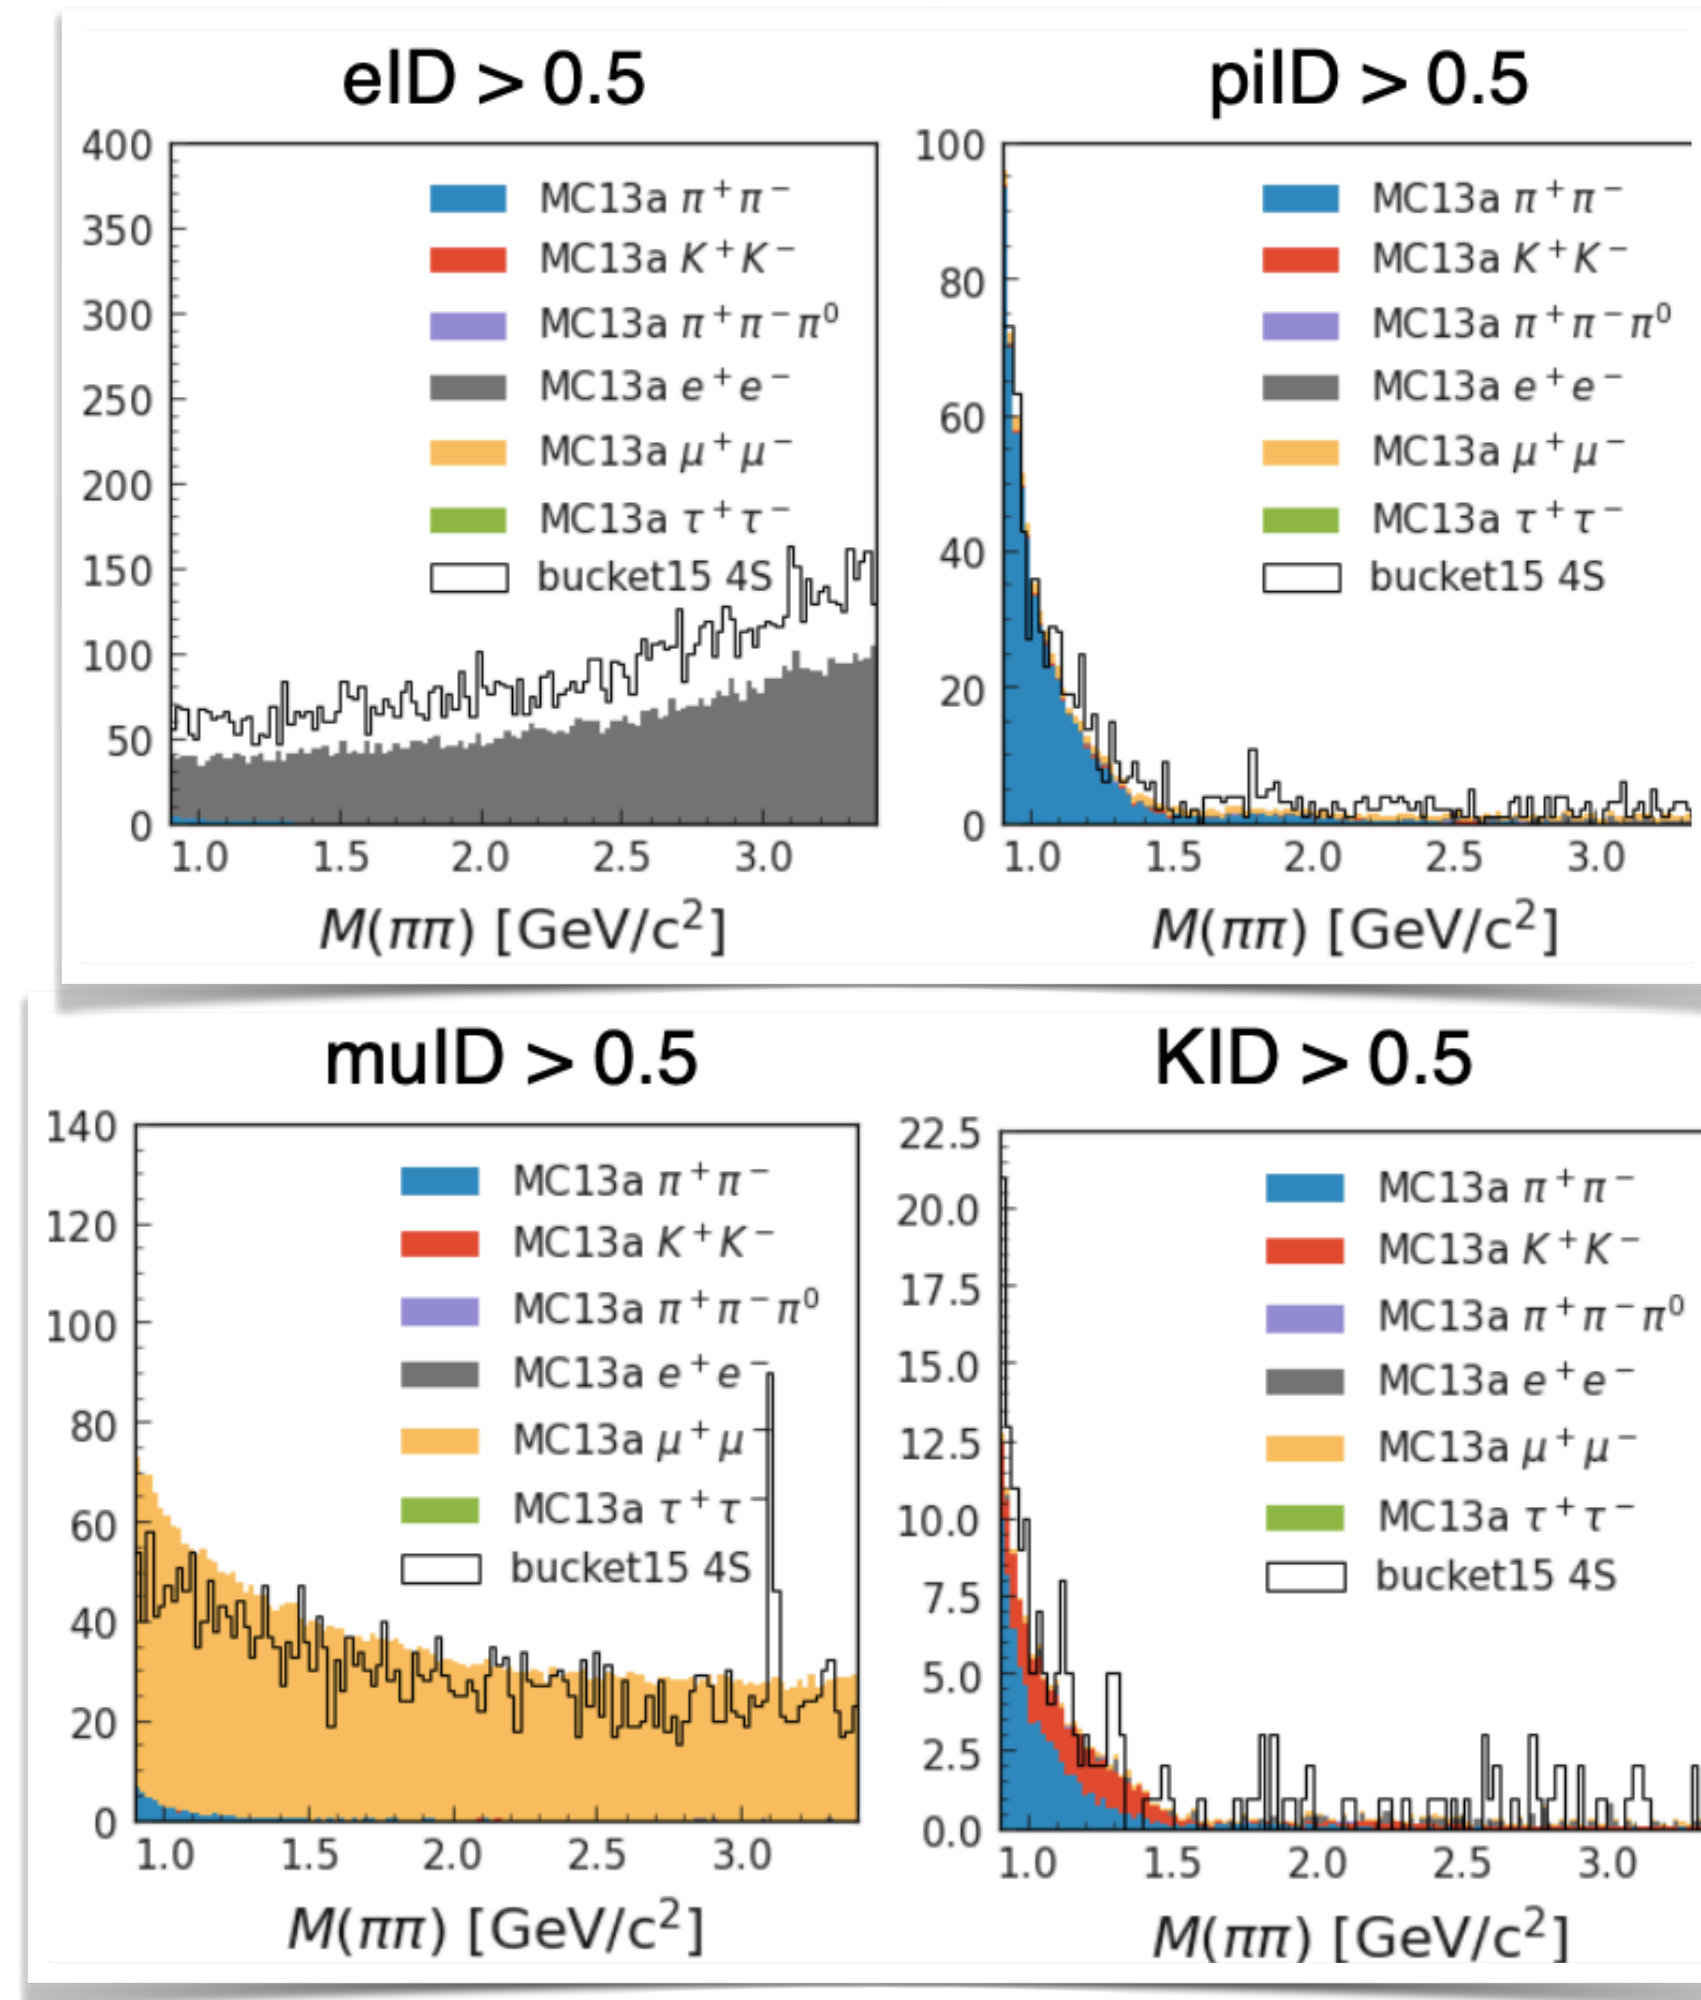 eID > 0.5
400
350
300
250
200
150
100
50
0
MC13a π⁺π⁻
MC13a K⁺K⁻
MC13a π⁺π⁻π⁰
MC13a e⁺e⁻
MC13a μ⁺μ⁻
MC13a τ⁺τ⁻
bucket15 4S
1.0 1.5 2.0 2.5 3.0
M(ππ) [GeV/c²]
piID > 0.5
100
80
60
40
20
0
MC13a π⁺π⁻
MC13a K⁺K⁻
MC13a π⁺π⁻π⁰
MC13a e⁺e⁻
MC13a μ⁺μ⁻
MC13a τ⁺τ⁻
bucket15 4S
1.0 1.5 2.0 2.5 3.0
M(ππ) [GeV/c²]
muID > 0.5
140
120
100
80
60
40
20
0
MC13a π⁺π⁻
MC13a K⁺K⁻
MC13a π⁺π⁻π⁰
MC13a e⁺e⁻
MC13a μ⁺μ⁻
MC13a τ⁺τ⁻
bucket15 4S
1.0 1.5 2.0 2.5 3.0
M(ππ) [GeV/c²]
KID > 0.5
22.5
20.0
17.5
15.0
12.5
10.0
7.5
5.0
2.5
0.0
MC13a π⁺π⁻
MC13a K⁺K⁻
MC13a π⁺π⁻π⁰
MC13a e⁺e⁻
MC13a μ⁺μ⁻
MC13a τ⁺τ⁻
bucket15 4S
1.0 1.5 2.0 2.5 3.0
M(ππ) [GeV/c²]